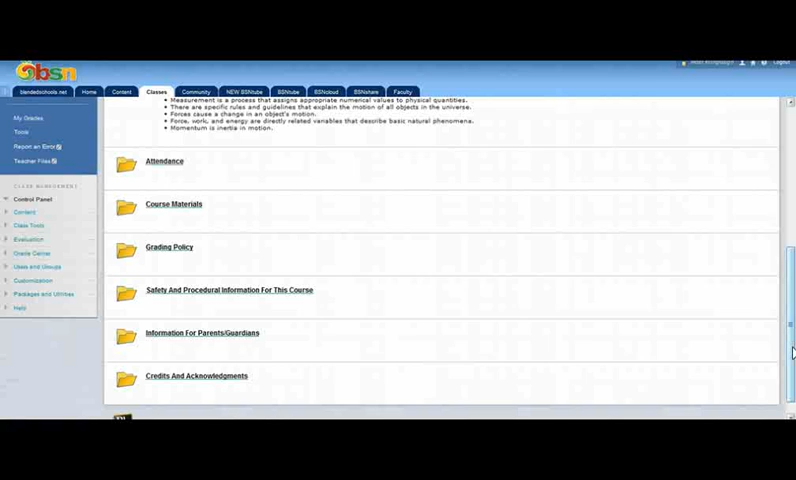 bsn
Logout
blendedschools.net
Home
Content
Classes
Community
NEW BSNtube
BSNtube
BSNcloud
BSNshare
Faculty
Measurement is a process that assigns appropriate numerical values to physical quantities.
There are specific rules and guidelines that explain the motion of all objects in the universe.
Forces cause a change in an object's motion.
Force, work, and energy are directly related variables that describe basic natural phenomena.
Momentum is inertia in motion.
My Grades
Tools
Report an Error
Teacher Files
CLASS MANAGEMENT
Control Panel
Content
Class Tools
Evaluation
Grade Center
Users and Groups
Customization
Packages and Utilities
Help
Attendance
Course Materials
Grading Policy
Safety And Procedural Information For This Course
Information For Parents/Guardians
Credits And Acknowledgments